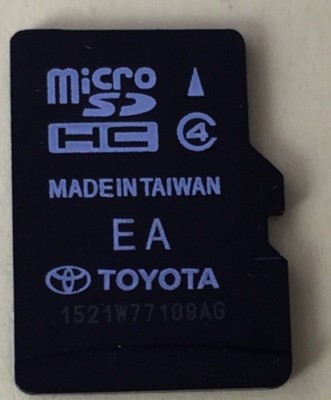 micro
SD
HC 4
MADE IN TAIWAN
EA
TOYOTA
1521W77109AG